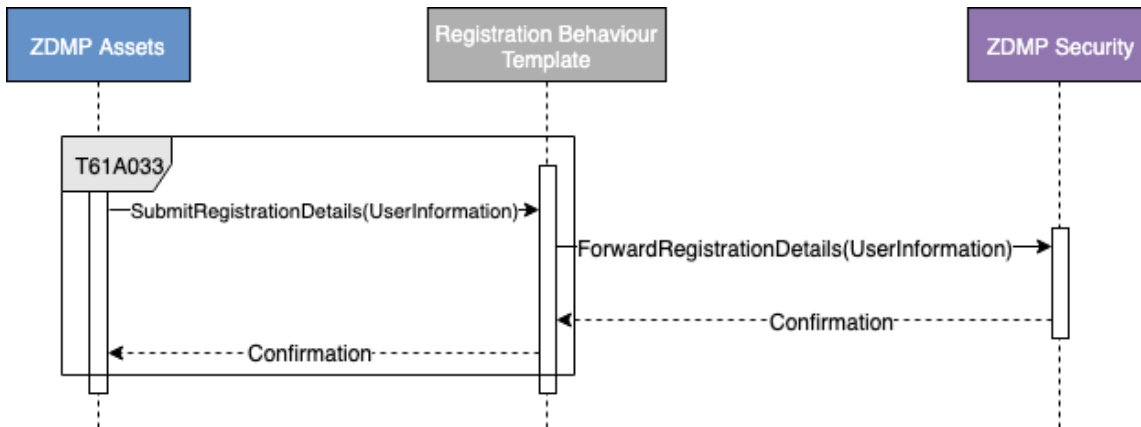 ZDMP Assets
Registration Behaviour
Template
ZDMP Security
T61A033
SubmitRegistrationDetails(UserInformation)
ForwardRegistrationDetails(UserInformation)
Confirmation
Confirmation